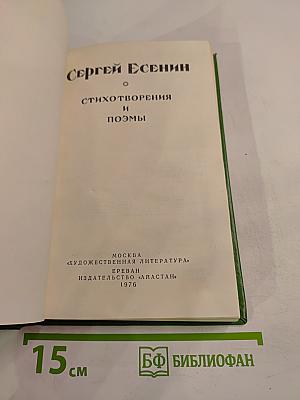 Сергей Есенин
СТИХОТВОРЕНИЯ
И
ПОЭМЫ
МОСКВА
«ХУДОЖЕСТВЕННАЯ ЛИТЕРАТУРА»
ЕРЕВАН
ИЗДАТЕЛЬСТВО «АЙАСТАН»
1976
15 см
БФ БИБЛИОФАН